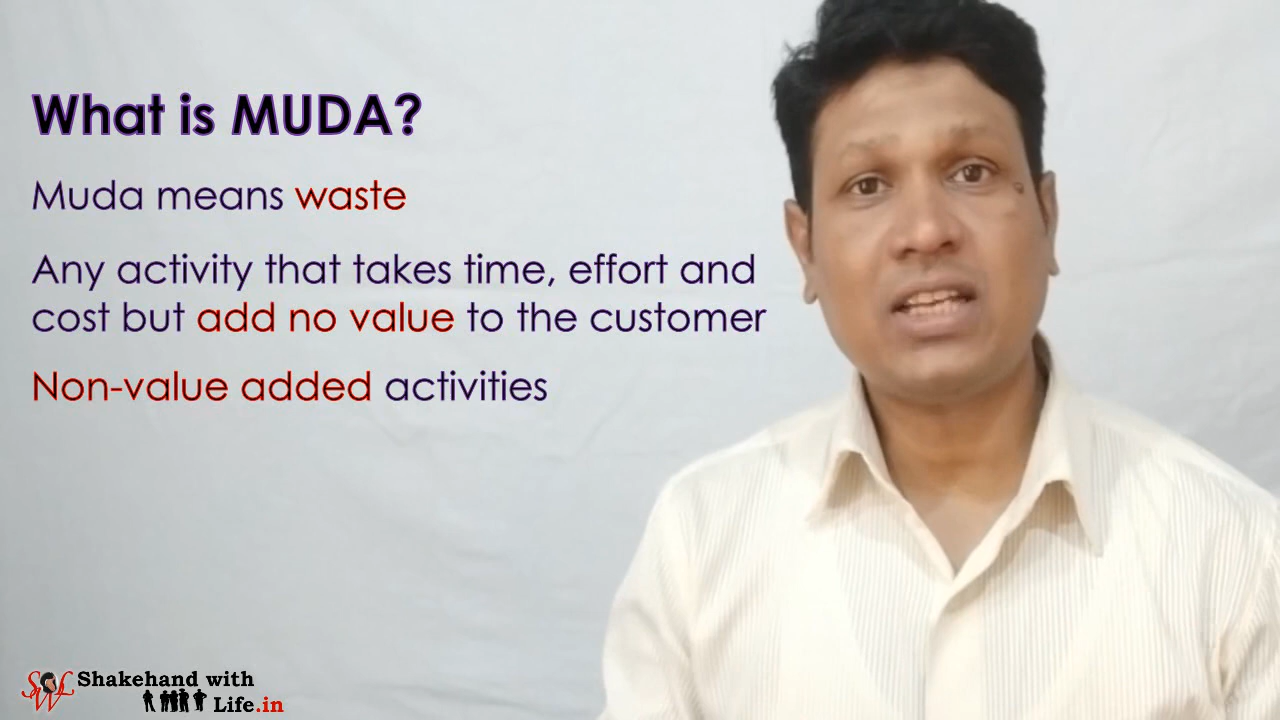 What is MUDA?
Muda means waste
Any activity that takes time, effort and
cost but add no value to the customer
Non-value added activities
SWL
Shakehand with
Life.in